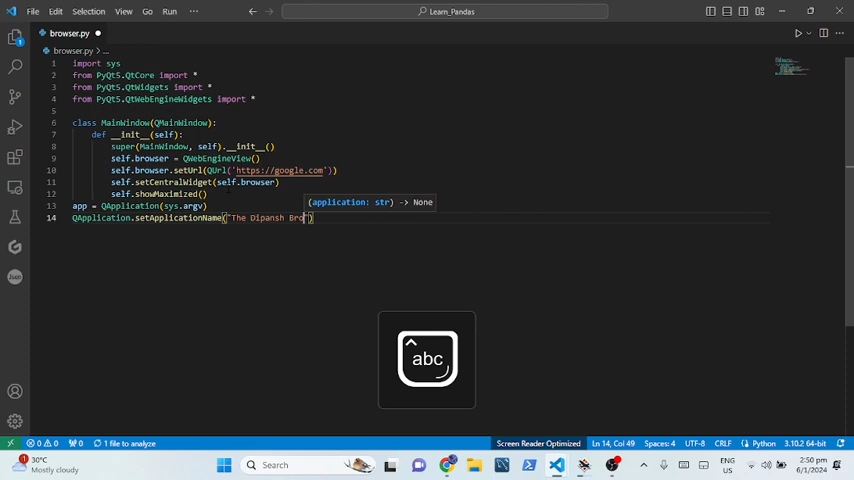 File Edit Selection View Go Run ... Learn_Pandas
browser.py
browser.py > ...
1 import sys
2 from PyQt5.QtCore import *
3 from PyQt5.QtWidgets import *
4 from PyQt5.QtWebEngineWidgets import *
5
6 class MainWindow(QMainWindow):
7 def __init__(self):
8 super(MainWindow, self).__init__()
9 self.browser = QWebEngineView()
10 self.browser.setUrl(QUrl('https://google.com'))
11 self.setCentralWidget(self.browser)
12 self.showMaximized()
13 app = QApplication(sys.argv)
(application: str) -> None
14 QApplication.setApplicationName("The Dipansh Bro")
abc
Json
0 0 0 1 file to analyze Screen Reader Optimized Ln 14, Col 49 Spaces: 4 UTF-8 CRLF Python 3.10.2 64-bit
1 30°C Mostly cloudy Search ENG US 2:50 pm 6/1/2024